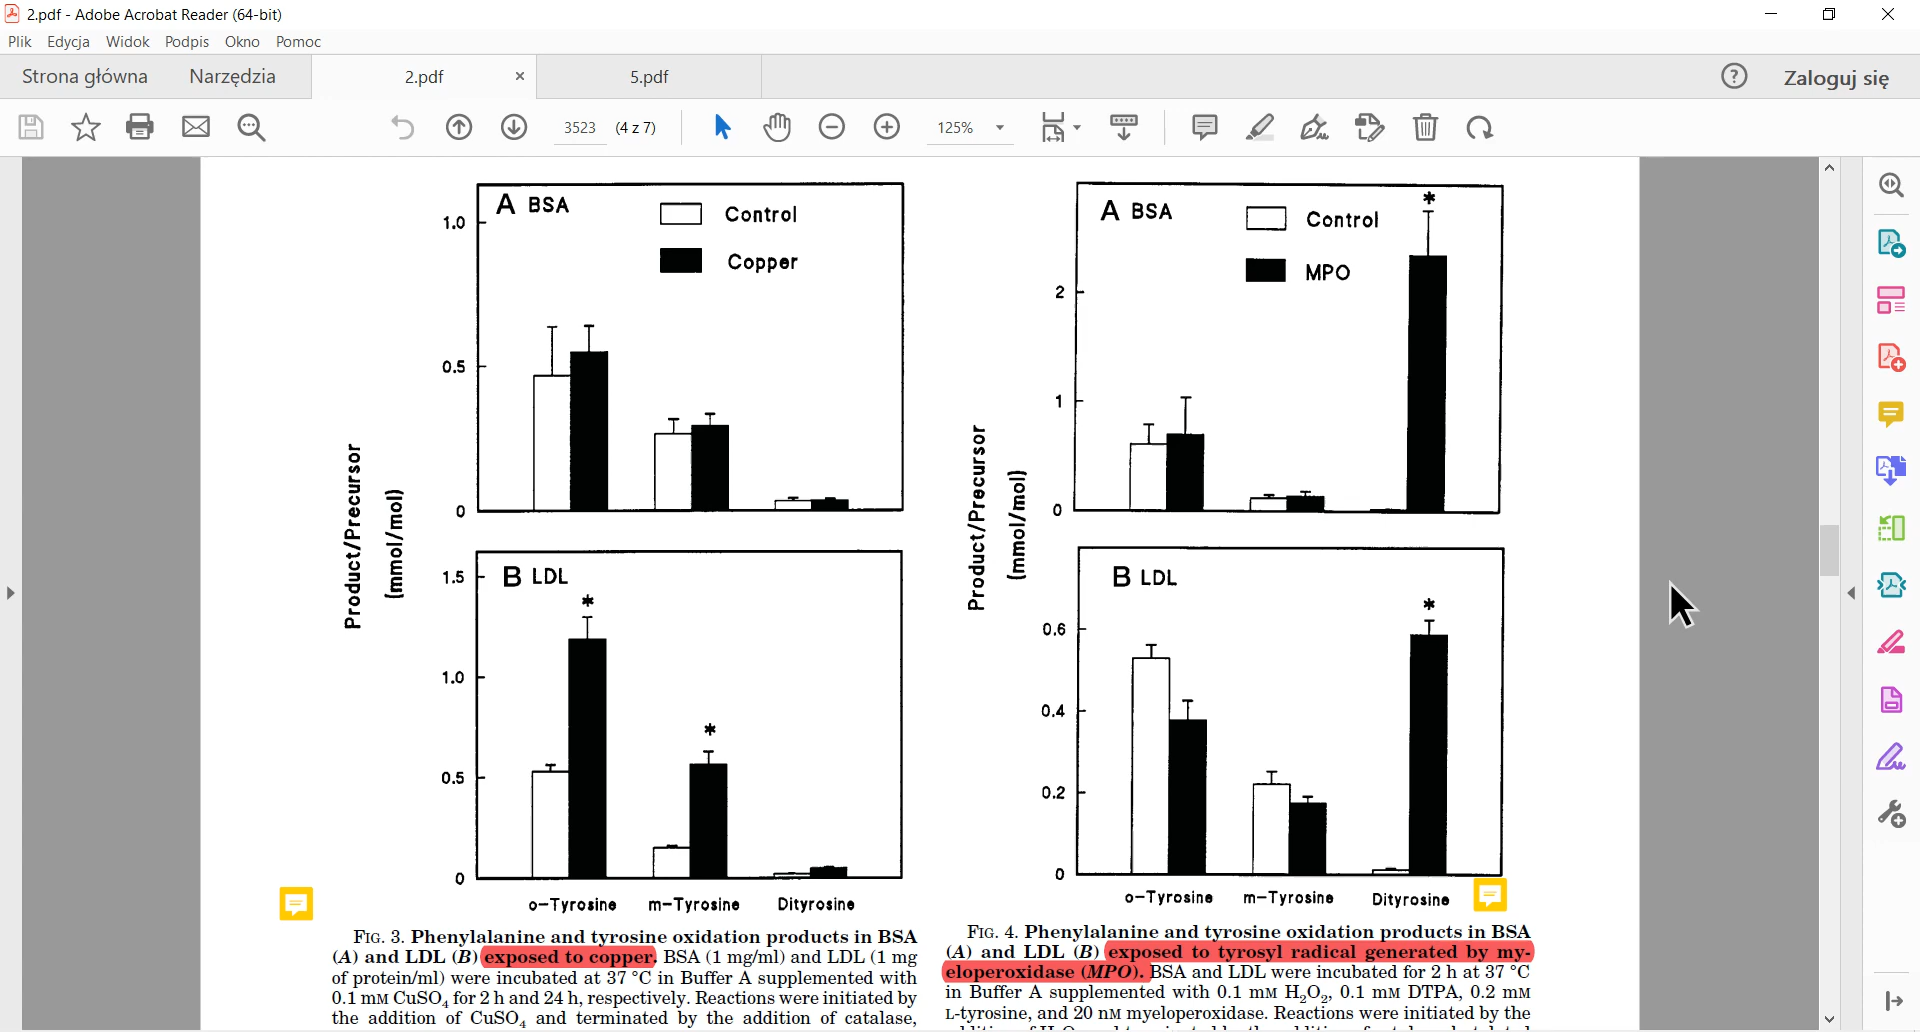 2.pdf - Adobe Acrobat Reader (64-bit)
Plik Edycja Widok Podpis Okno Pomoc
Strona główna Narzędzia 2.pdf × 5.pdf Zaloguj się
3523 (4 z 7) 125%
A BSA
Control
Copper
1.0
0.5
0
B LDL
1.5
1.0
0.5
0
*
*
Product/Precursor
(mmol/mol)
o-Tyrosine m-Tyrosine Dityrosine
FIG. 3. Phenylalanine and tyrosine oxidation products in BSA
(A) and LDL (B) exposed to copper. BSA (1 mg/ml) and LDL (1 mg
of protein/ml) were incubated at 37 °C in Buffer A supplemented with
0.1 mM CuSO₄ for 2 h and 24 h, respectively. Reactions were initiated by
the addition of CuSO₄ and terminated by the addition of catalase,
A BSA
Control
MPO
*
2
1
0
B LDL
*
0.6
0.4
0.2
0
Product/Precursor
(mmol/mol)
o-Tyrosine m-Tyrosine Dityrosine
FIG. 4. Phenylalanine and tyrosine oxidation products in BSA
(A) and LDL (B) exposed to tyrosyl radical generated by my-
eloperoxidase (MPO). BSA and LDL were incubated for 2 h at 37 °C
in Buffer A supplemented with 0.1 mM H₂O₂, 0.1 mM DTPA, 0.2 mM
L-tyrosine, and 20 nM myeloperoxidase. Reactions were initiated by the